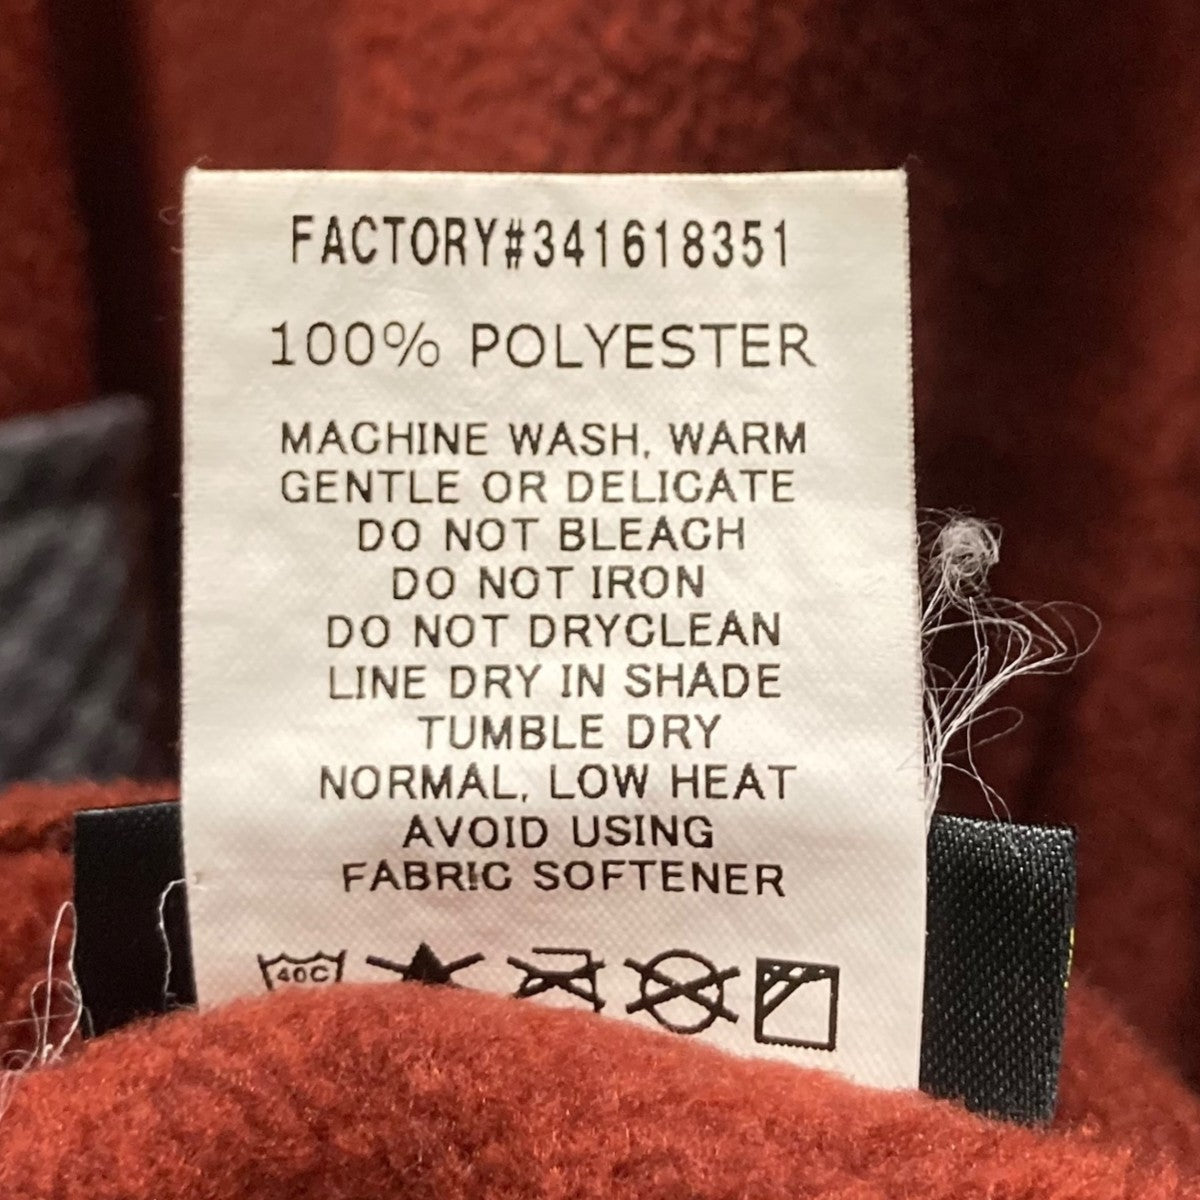 FACTORY#341618351
100% POLYESTER
MACHINE WASH, WARM
GENTLE OR DELICATE
DO NOT BLEACH
DO NOT IRON
DO NOT DRYCLEAN
LINE DRY IN SHADE
TUMBLE DRY
NORMAL, LOW HEAT
AVOID USING
FABRIC SOFTENER
40C